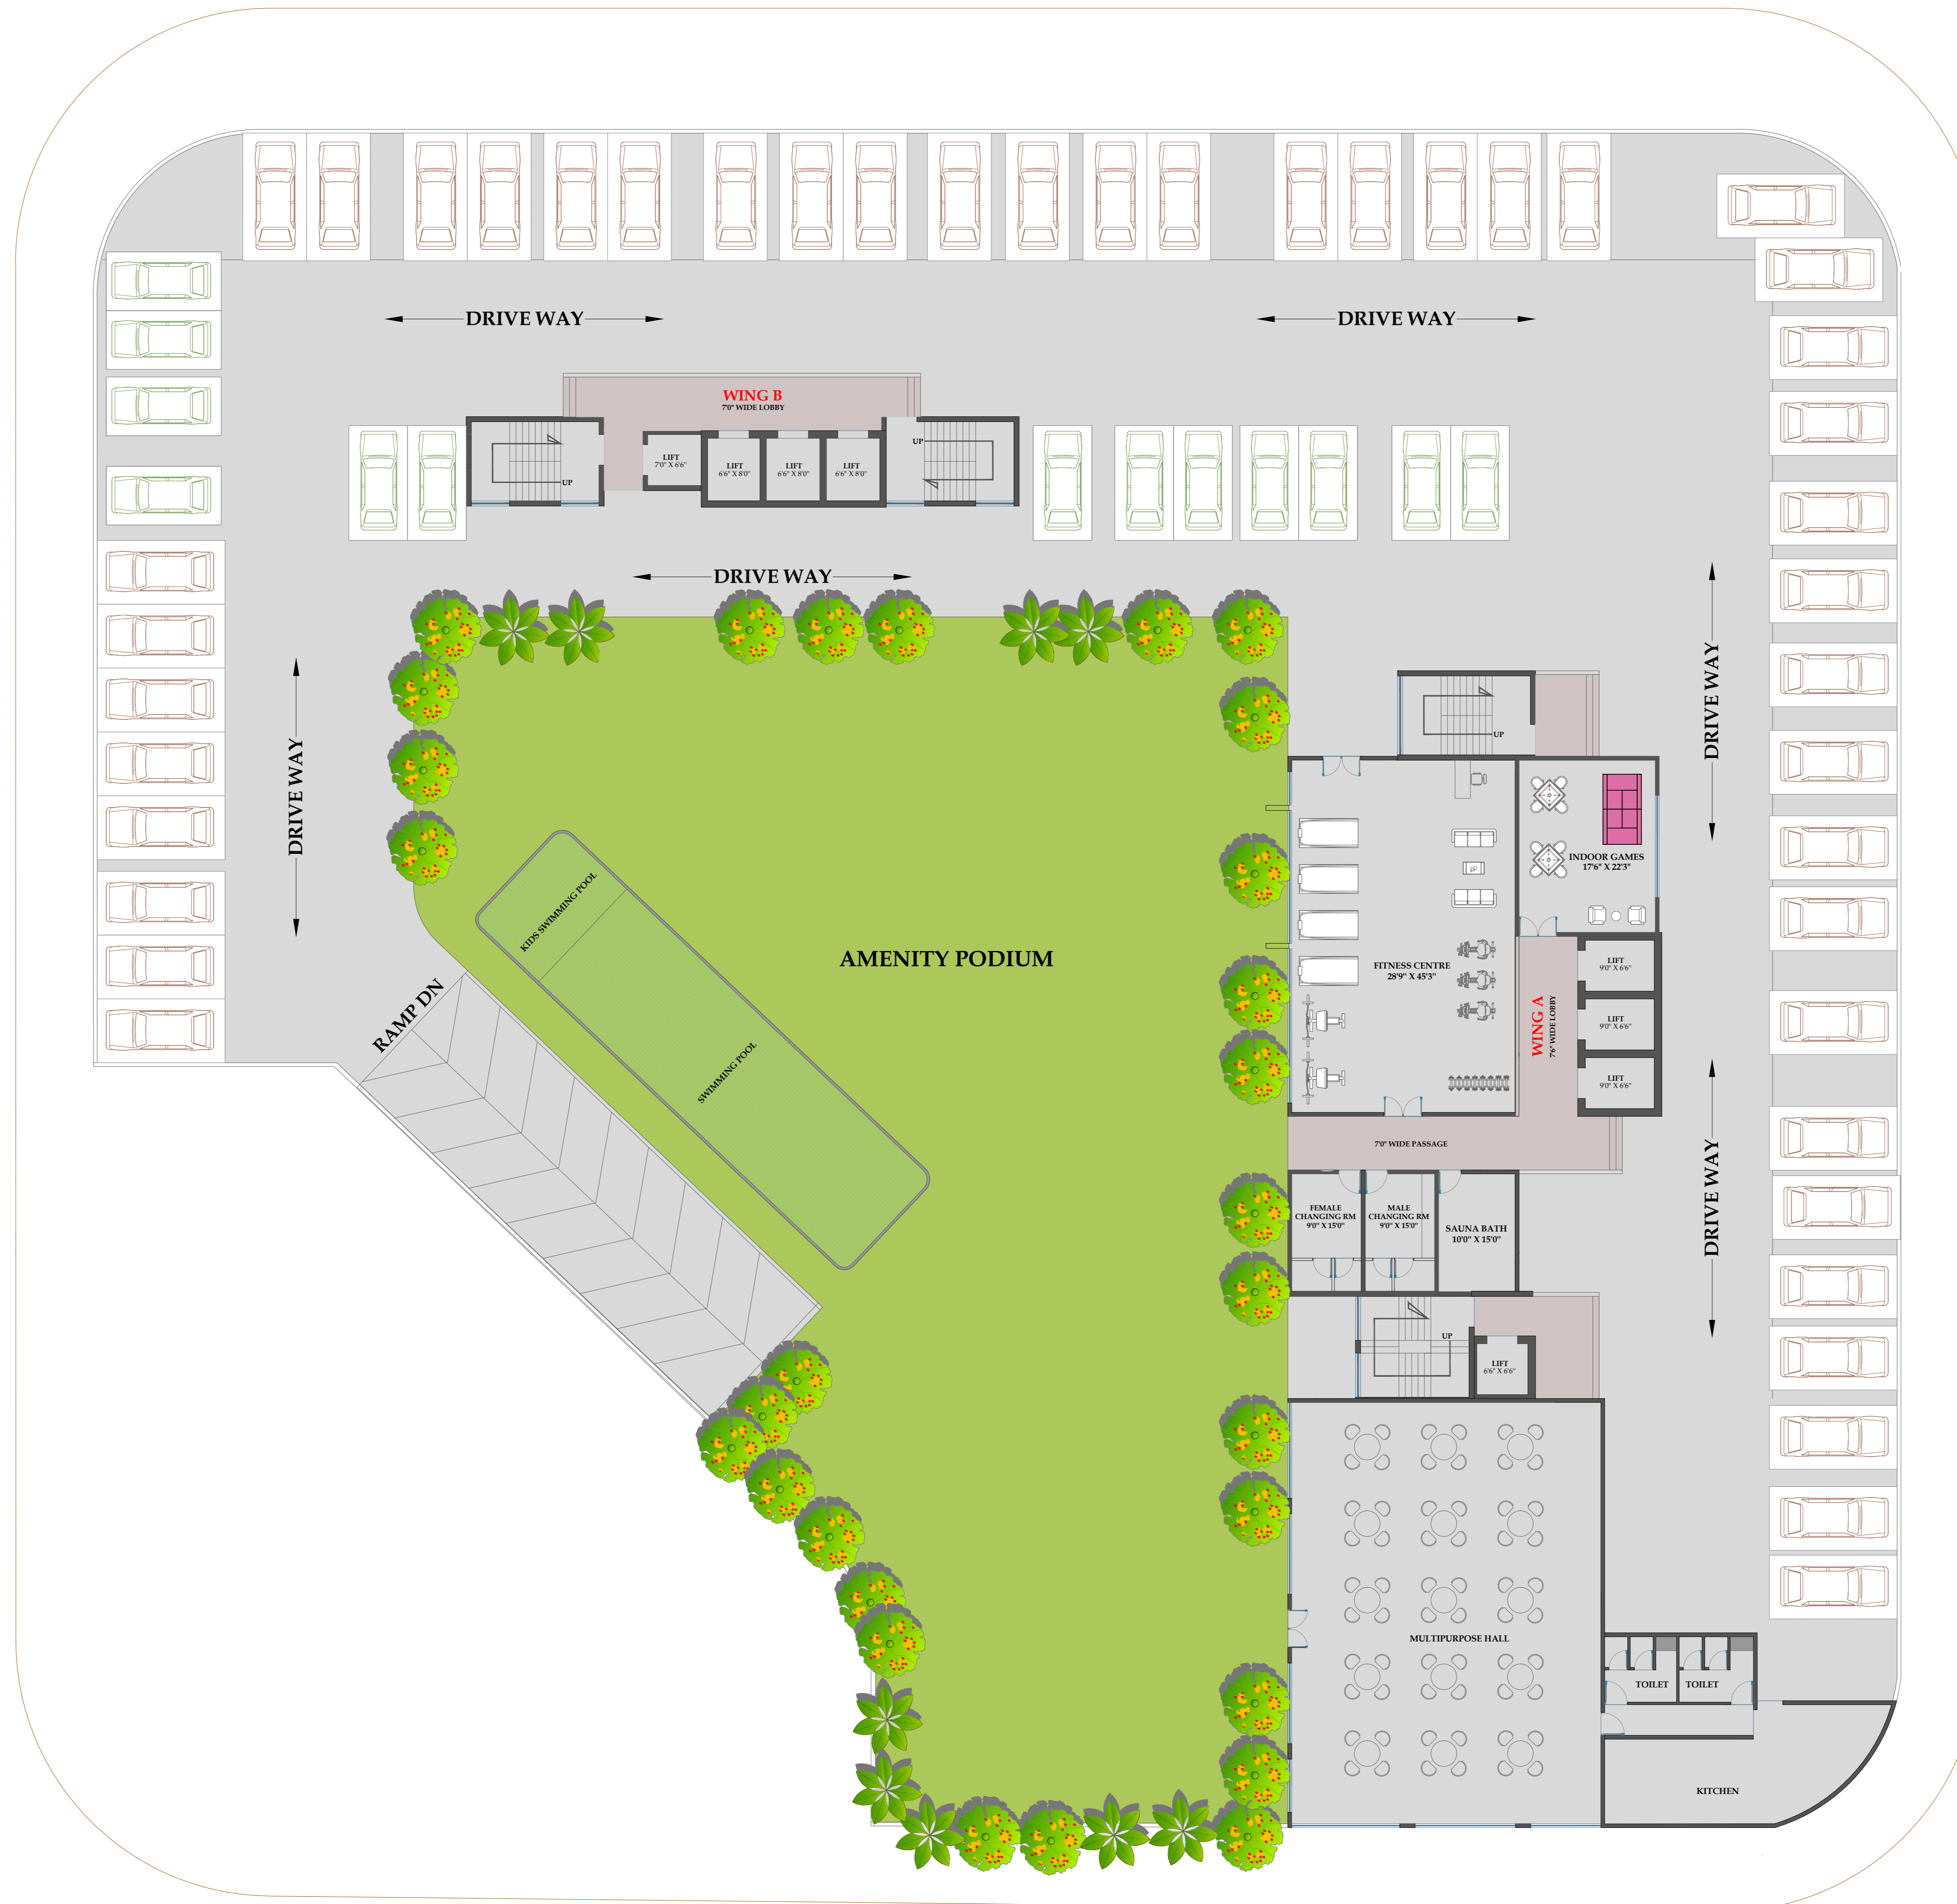 DRIVE WAY
DRIVE WAY
WING B
7'0" WIDE LOBBY
UP
LIFT
7'0" X 6'6"
LIFT
6'6" X 8'0"
LIFT
6'6" X 8'0"
LIFT
6'6" X 8'0"
UP
DRIVE WAY
DRIVE WAY
DRIVE WAY
UP
KIDS SWIMMING POOL
INDOOR GAMES
17'6" X 22'3"
AMENITY PODIUM
FITNESS CENTRE
28'9" X 45'3"
LIFT
9'0" X 6'6"
RAMP DN
WING A
7'6" WIDE LOBBY
LIFT
9'0" X 6'6"
SWIMMING POOL
LIFT
9'0" X 6'6"
7'0" WIDE PASSAGE
DRIVE WAY
FEMALE
CHANGING RM
9'0" X 15'0"
MALE
CHANGING RM
9'0" X 15'0"
SAUNA BATH
10'0" X 15'0"
UP
LIFT
6'6" X 6'6"
MULTIPURPOSE HALL
TOILET
TOILET
KITCHEN